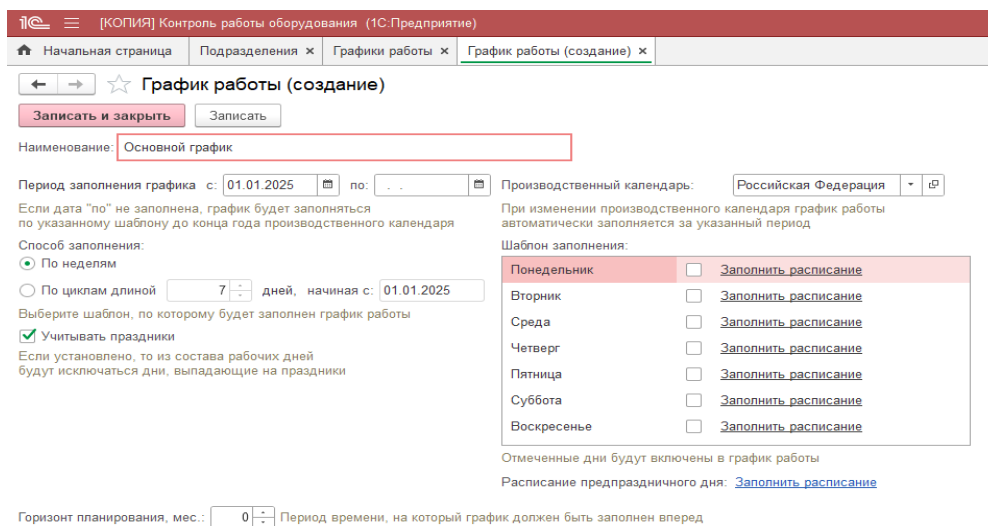 1С [КОПИЯ] Контроль работы оборудования (1С:Предприятие)
Начальная страница Подразделения × Графики работы × График работы (создание) ×
График работы (создание)
Записать и закрыть Записать
Наименование: Основной график
Период заполнения графика с: 01.01.2025 по: . . Производственный календарь: Российская Федерация
Если дата "по" не заполнена, график будет заполняться При изменении производственного календаря график работы
по указанному шаблону до конца года производственного календаря автоматически заполняется за указанный период
Способ заполнения: Шаблон заполнения:
По неделям Понедельник Заполнить расписание
По циклам длиной 7 дней, начиная с: 01.01.2025 Вторник Заполнить расписание
Выберите шаблон, по которому будет заполнен график работы Среда Заполнить расписание
Учитывать праздники Четверг Заполнить расписание
Если установлено, то из состава рабочих дней
будут исключаться дни, выпадающие на праздники Пятница Заполнить расписание
Суббота Заполнить расписание
Воскресенье Заполнить расписание
Отмеченные дни будут включены в график работы
Расписание предпраздничного дня: Заполнить расписание
Горизонт планирования, мес.: 0 Период времени, на который график должен быть заполнен вперед